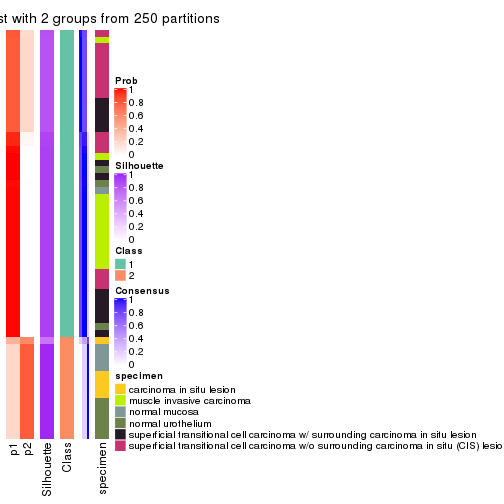 st with 2 groups from 250 partitions
Prob
1
0.8
0.6
0.4
0.2
0
Silhouette
1
0.8
0.6
0.4
0.2
0
Class
1
2
Consensus
1
0.8
0.6
0.4
0.2
0
specimen
carcinoma in situ lesion
muscle invasive carcinoma
normal mucosa
normal urothelium
superficial transitional cell carcinoma w/ surrounding carcinoma in situ lesion
superficial transitional cell carcinoma w/o surrounding carcinoma in situ (CIS) lesio
p1
p2
Silhouette
Class
specimen